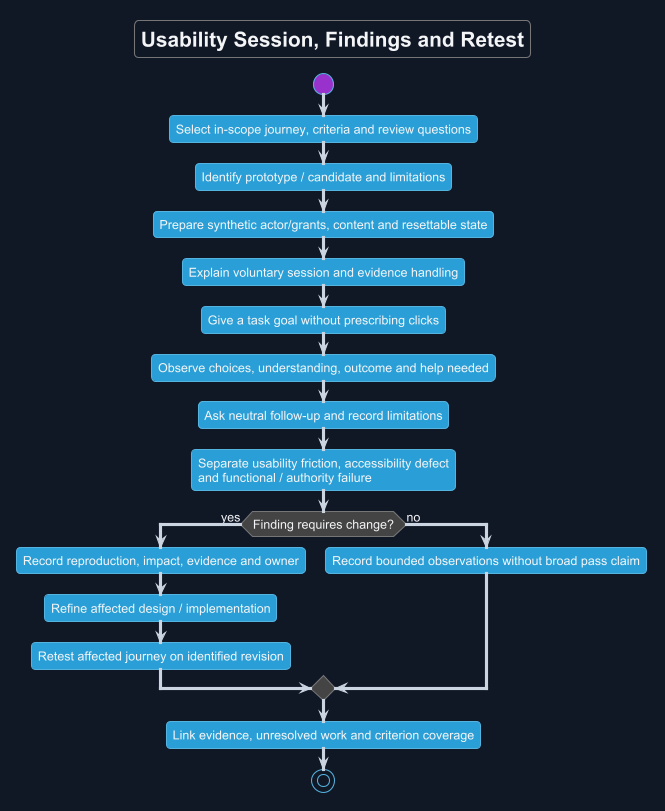 Usability Session, Findings and Retest
Select in-scope journey, criteria and review questions
Identify prototype / candidate and limitations
Prepare synthetic actor/grants, content and resettable state
Explain voluntary session and evidence handling
Give a task goal without prescribing clicks
Observe choices, understanding, outcome and help needed
Ask neutral follow-up and record limitations
Separate usability friction, accessibility defect
and functional / authority failure
yes
Finding requires change?
no
Record reproduction, impact, evidence and owner
Record bounded observations without broad pass claim
Refine affected design / implementation
Retest affected journey on identified revision
Link evidence, unresolved work and criterion coverage